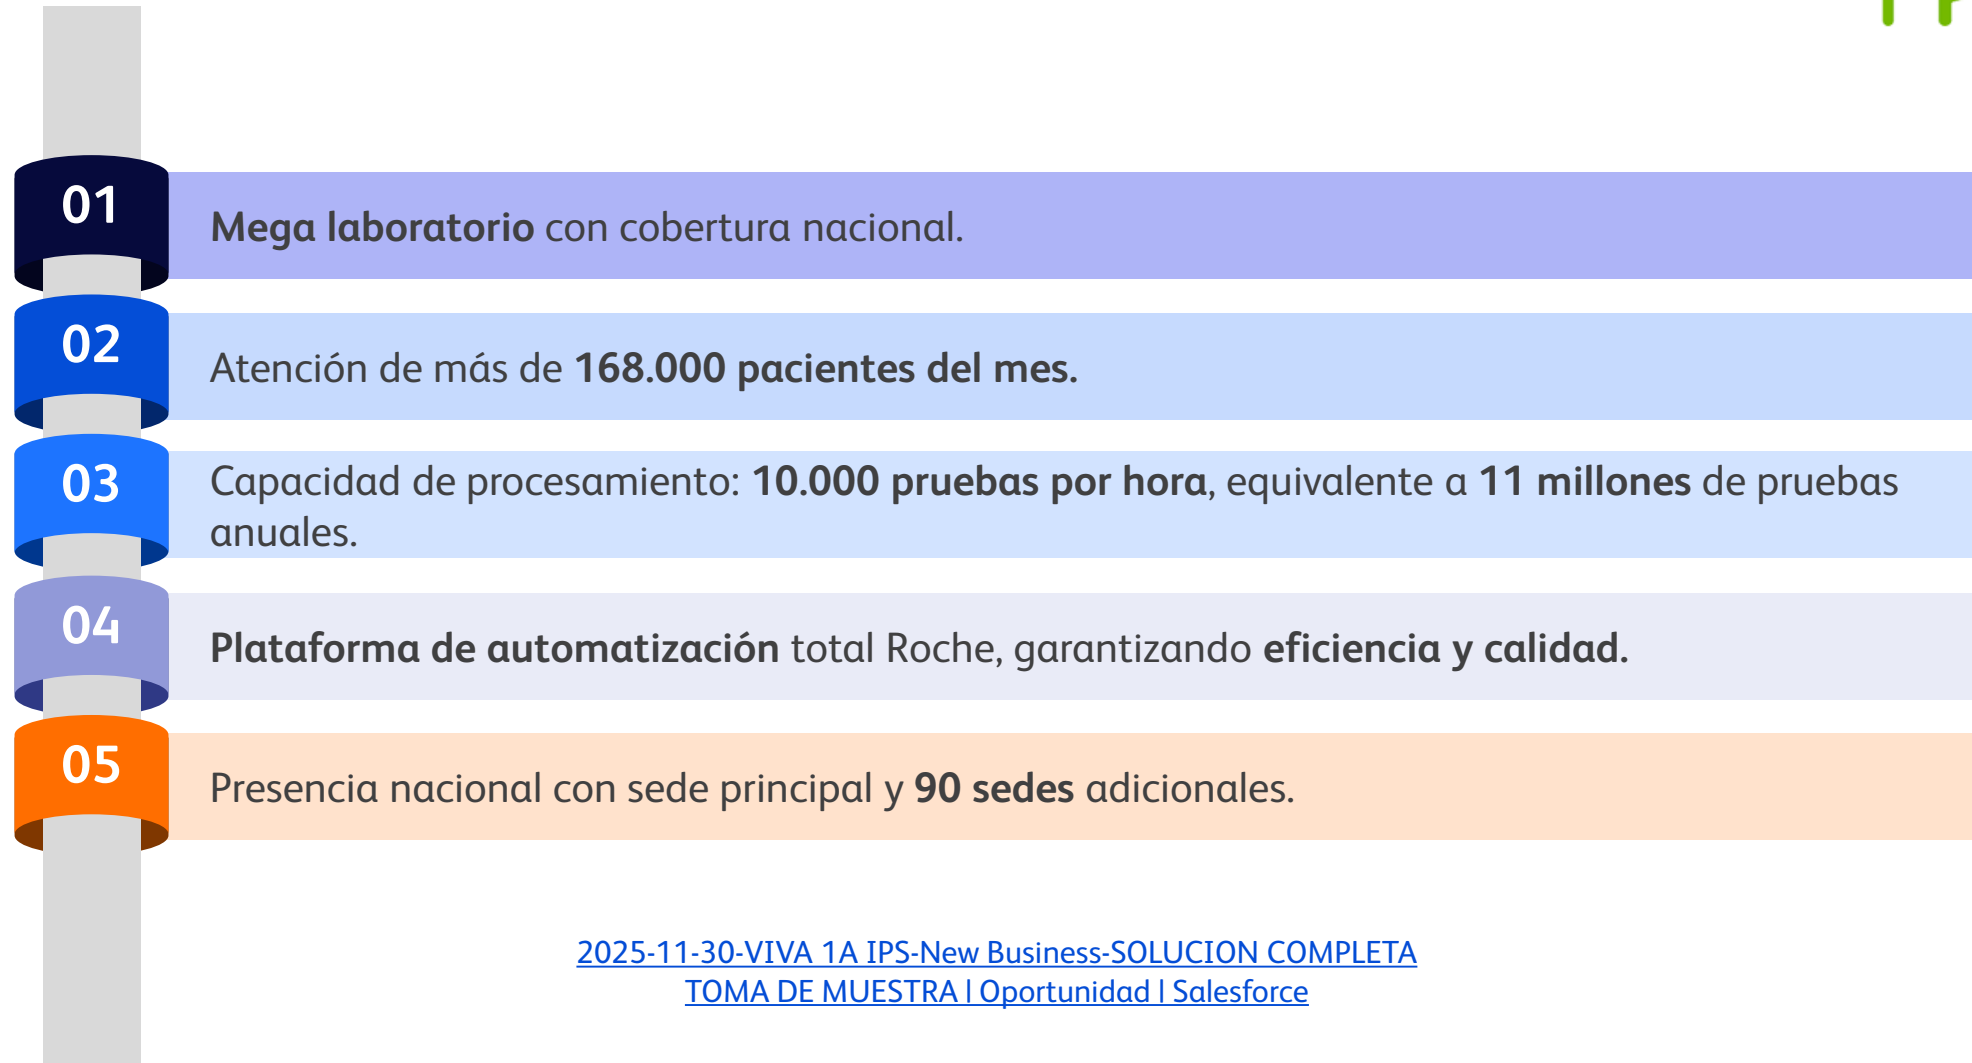 01
Mega laboratorio con cobertura nacional.
02
Atención de más de 168.000 pacientes del mes.
03
Capacidad de procesamiento: 10.000 pruebas por hora, equivalente a 11 millones de pruebas
anuales.
04
Plataforma de automatización total Roche, garantizando eficiencia y calidad.
05
Presencia nacional con sede principal y 90 sedes adicionales.
2025-11-30-VIVA 1A IPS-New Business-SOLUCION COMPLETA
TOMA DE MUESTRA | Oportunidad | Salesforce